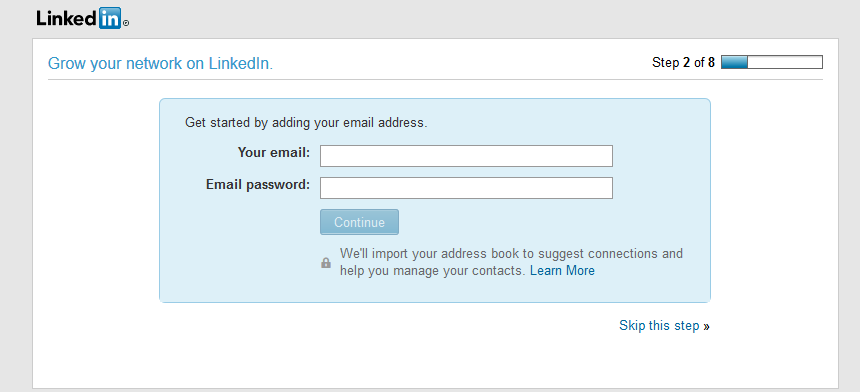 Linked in
Grow your network on LinkedIn.
Step 2 of 8
Get started by adding your email address.
Your email:
Email password:
Continue
We'll import your address book to suggest connections and
help you manage your contacts. Learn More
Skip this step »